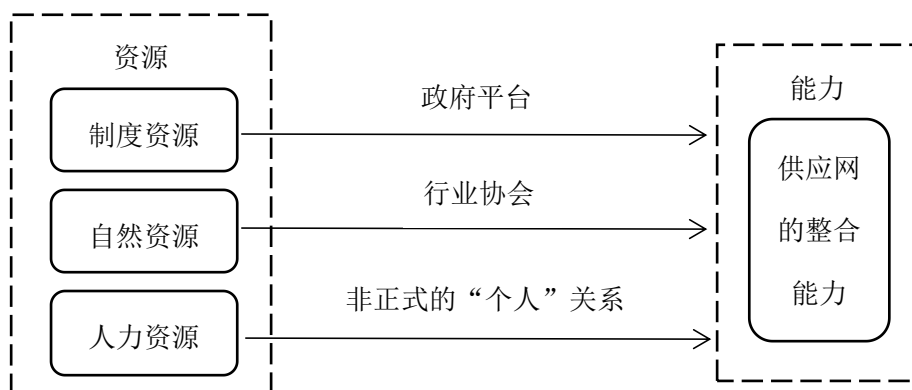 资源
制度资源
自然资源
人力资源
政府平台
行业协会
非正式的“个人”关系
能力
供应网
的整合
能力